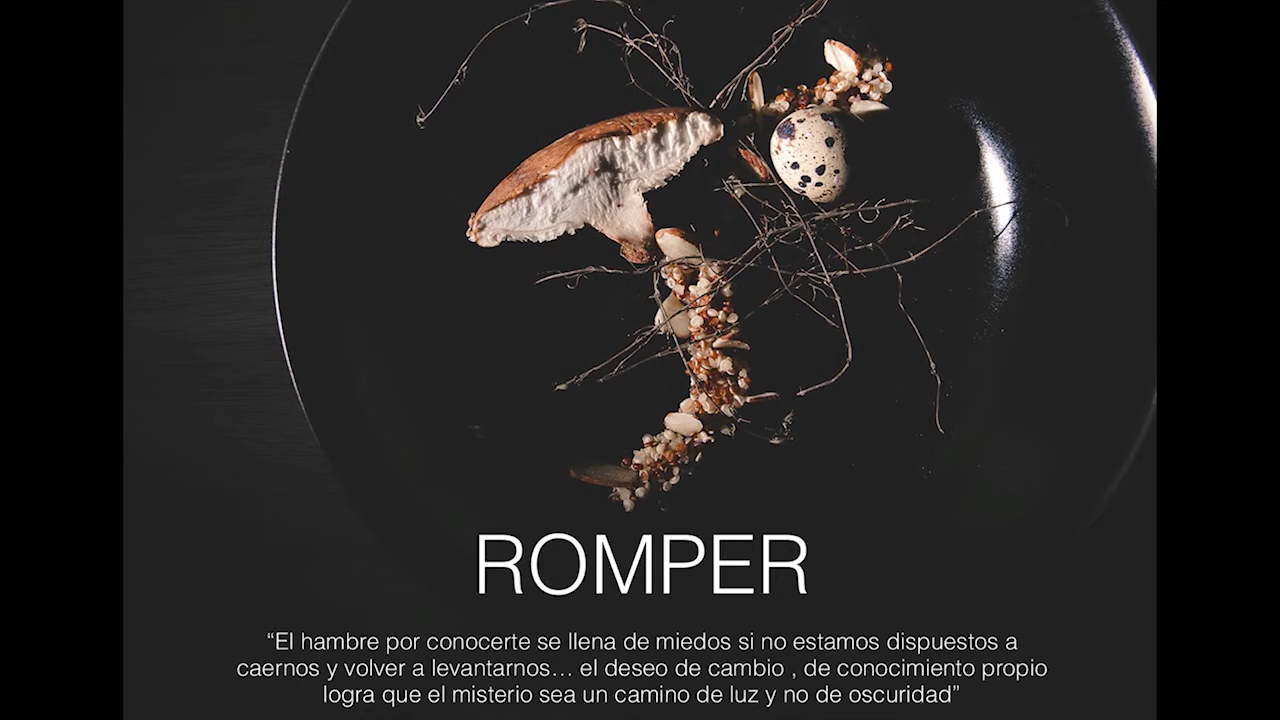 ROMPER
“El hambre por conocerte se llena de miedos si no estamos dispuestos a
caernos y volver a levantarnos... el deseo de cambio , de conocimiento propio
logra que el misterio sea un camino de luz y no de oscuridad”